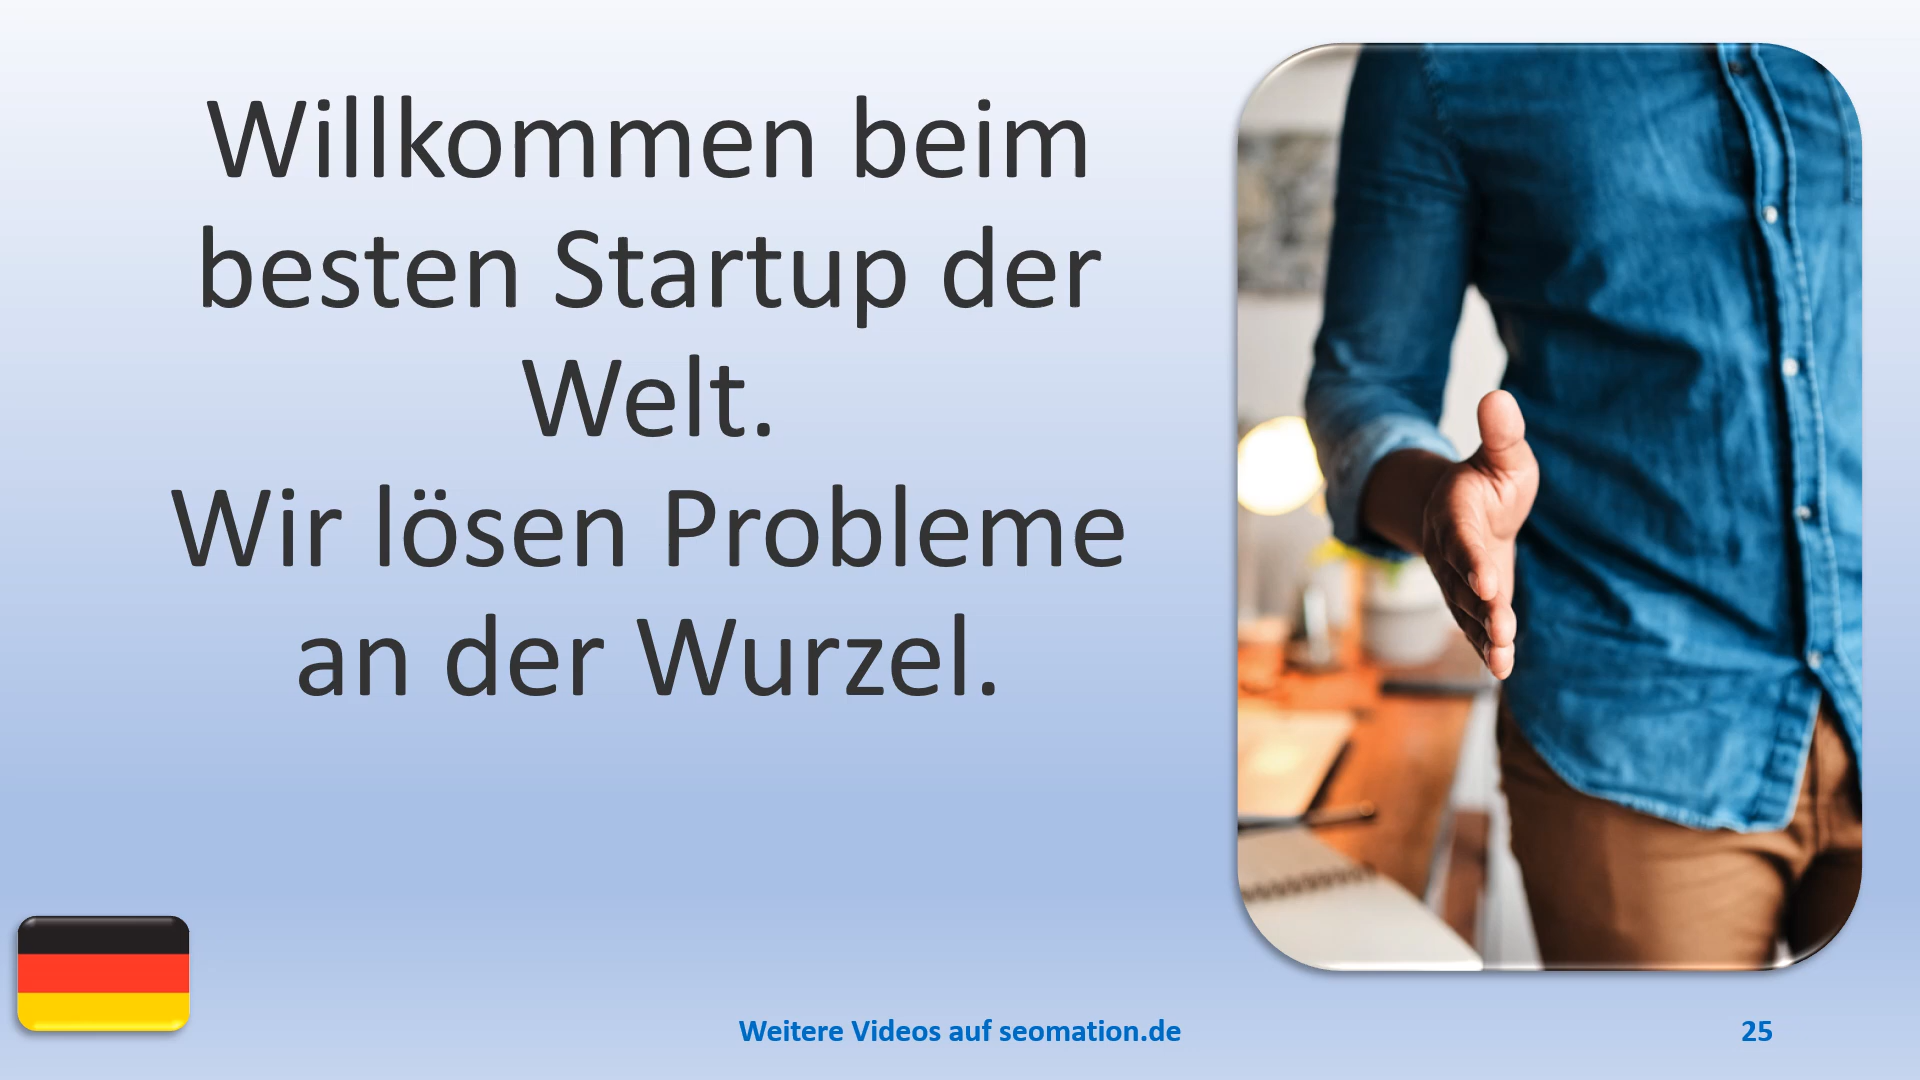 Willkommen beim
besten Startup der
Welt.
Wir lösen Probleme
an der Wurzel.
Weitere Videos auf seomation.de
25